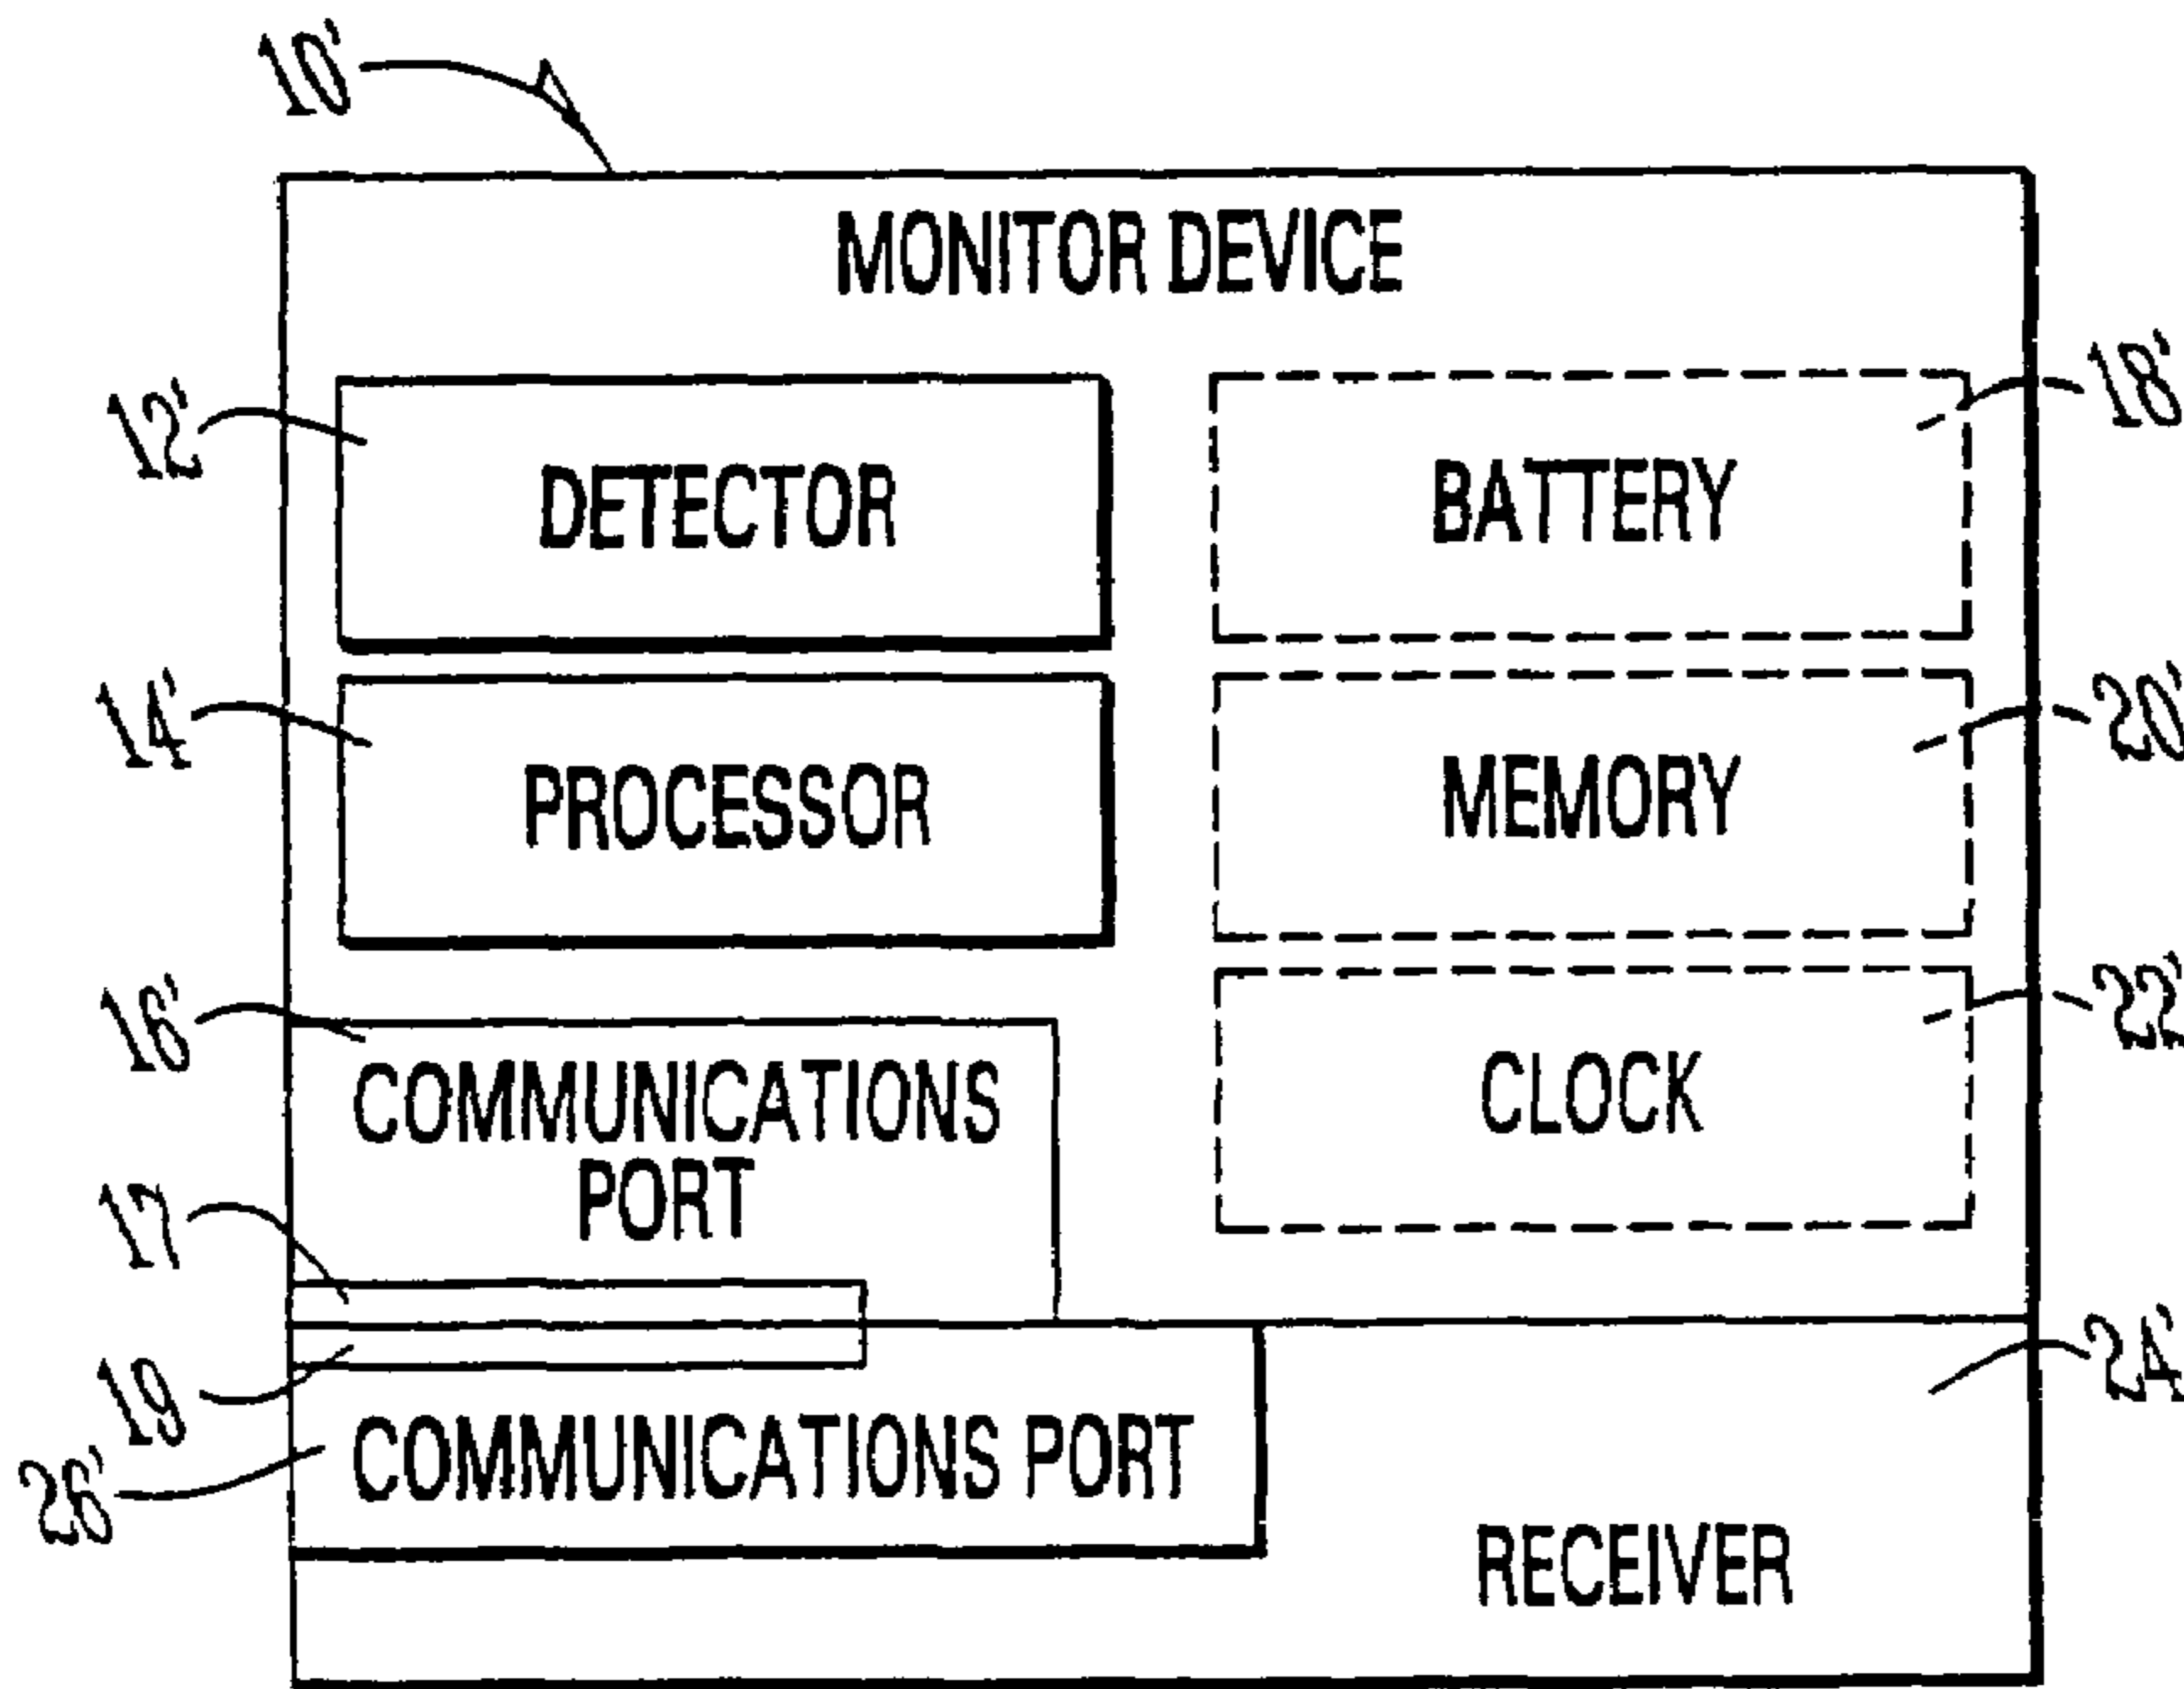 10'
MONITOR DEVICE
12'
DETECTOR
BATTERY
18'
14'
PROCESSOR
MEMORY
20'
16'
COMMUNICATIONS
PORT
CLOCK
22'
17
19
24'
26'
COMMUNICATIONS PORT
RECEIVER